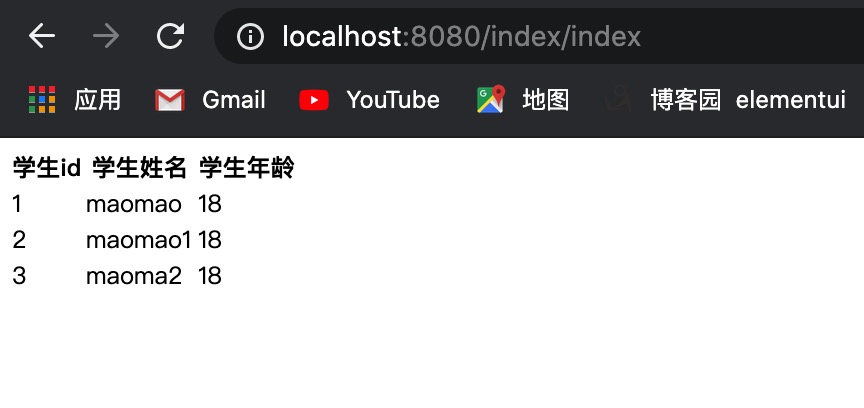 localhost:8080/index/index
应用 Gmail YouTube 地图 博客园 elementui
学生id 学生姓名 学生年龄
1 maomao 18
2 maomao1 18
3 maoma2 18